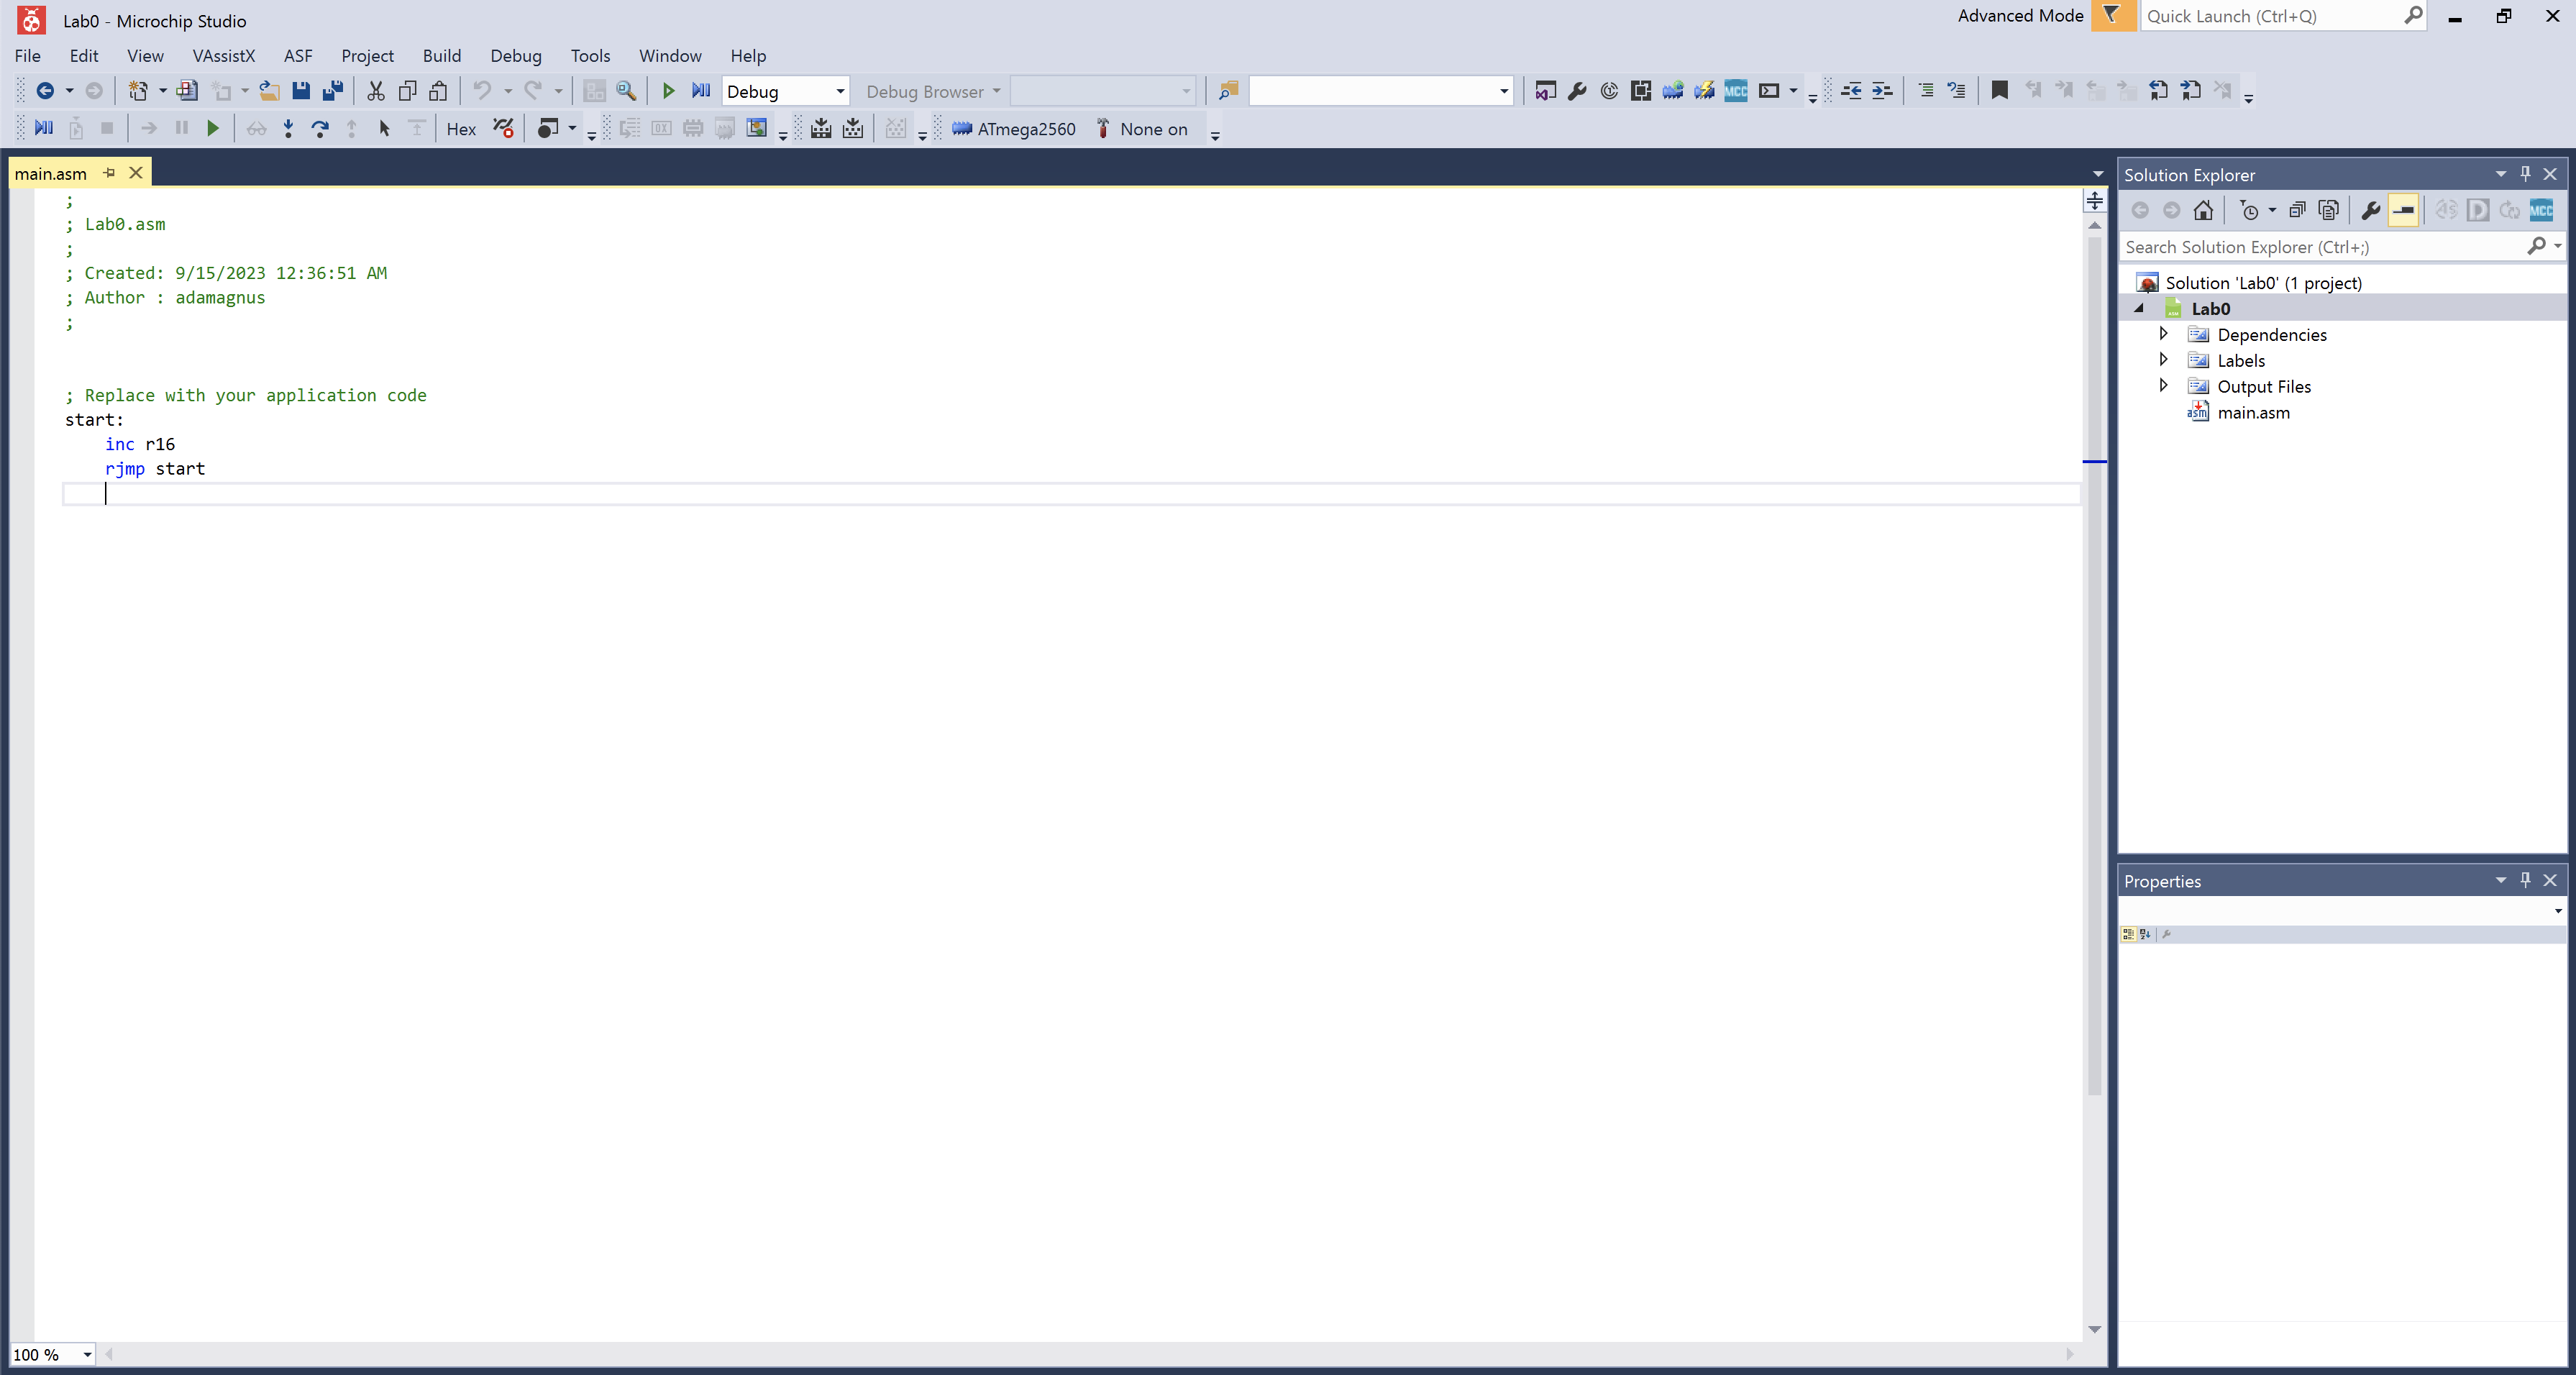 Lab0 - Microchip Studio
Advanced Mode
Quick Launch (Ctrl+Q)
File Edit View VAssistX ASF Project Build Debug Tools Window Help
Debug
Debug Browser
MCC
Hex
ATmega2560
None on
main.asm
;
; Lab0.asm
;
; Created: 9/15/2023 12:36:51 AM
; Author : adamagnus
;
; Replace with your application code
start:
inc r16
rjmp start
100 %
Solution Explorer
MCC
Search Solution Explorer (Ctrl+;)
Solution 'Lab0' (1 project)
Lab0
Dependencies
Labels
Output Files
asm main.asm
Properties